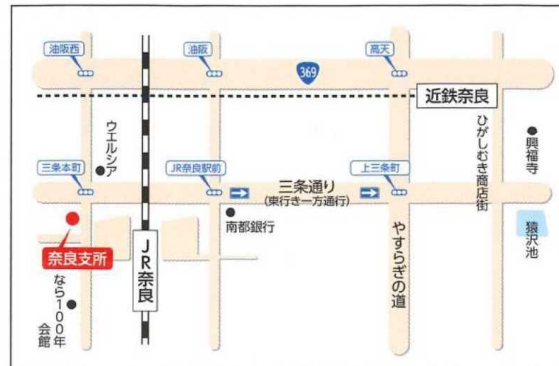 油阪西
油阪
369
高天
近鉄奈良
ウエルシア
ひがしむき商店街
興福寺
三条本町
JR奈良駅前
三条通り
(東行き一方通行)
上三条町
南都銀行
奈良支所
JR奈良
やすらぎの道
猿沢池
なら100年
会館